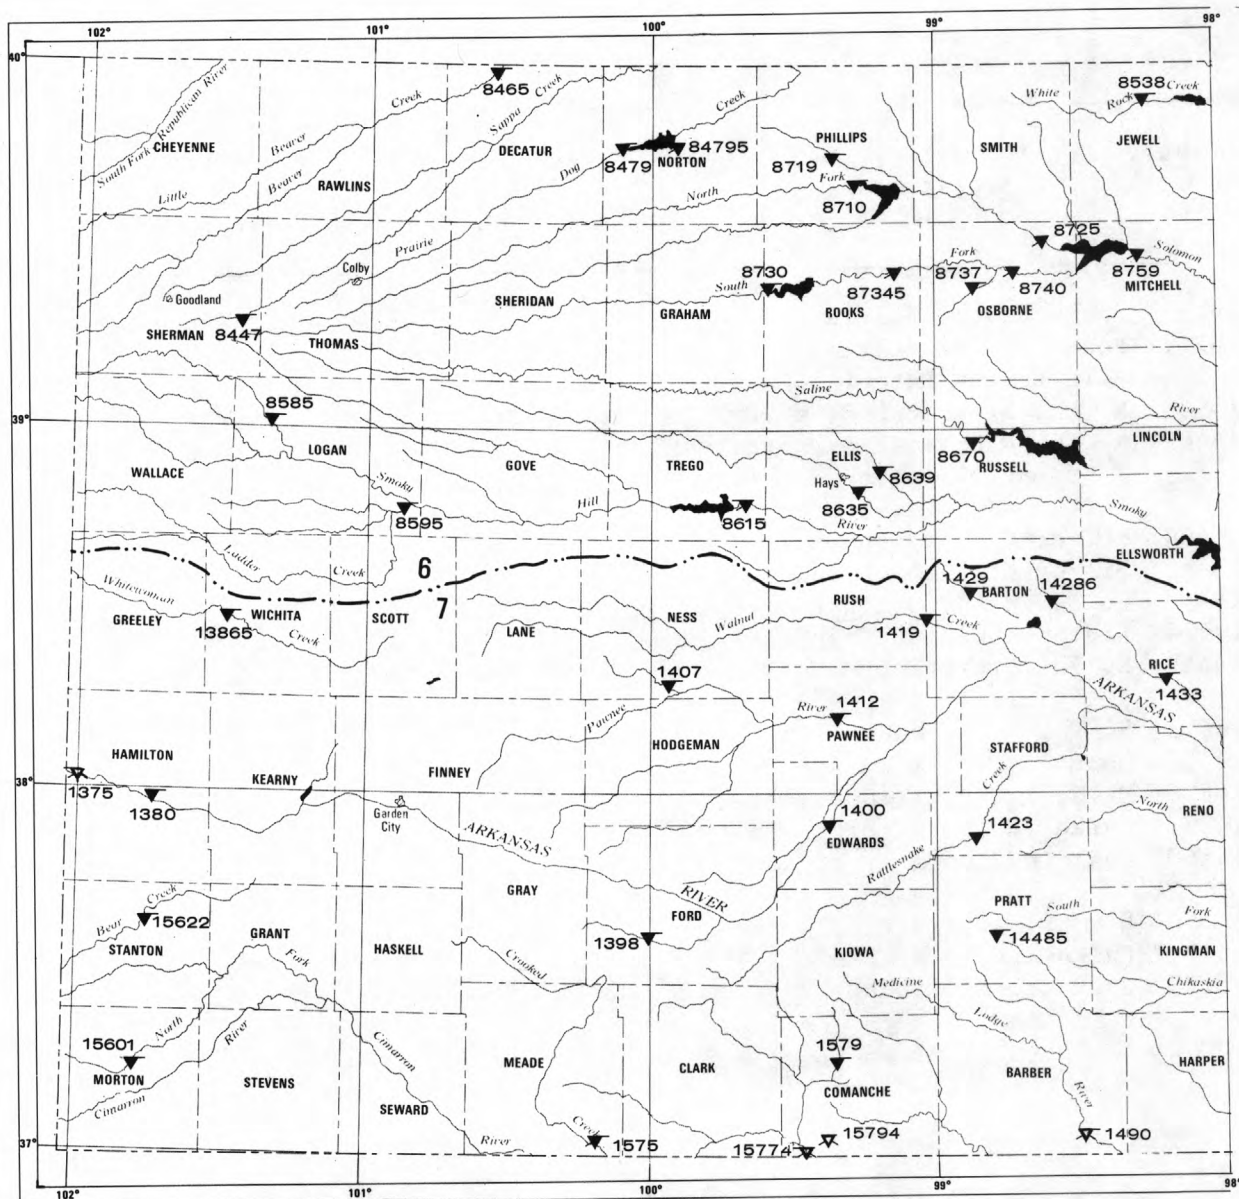 102°
101°
100°
99°
98°
40°
8465
8538
White
Rock
Creek
South Fork
Republican River
CHEYENNE
Beaver
Creek
Sappa
Creek
DECATUR
Creek
84795
8479
NORTON
PHILLIPS
SMITH
JEWELL
Little
Beaver
RAWLINS
Dog
8719
North
Fork
8710
Prairie
Colby
Goodland
8725
Fork
Solomon
8730
8737
8740
8759
MITCHELL
SHERMAN
8447
THOMAS
SHERIDAN
GRAHAM
South
ROOKS
87345
OSBORNE
39°
8585
Saline
River
LINCOLN
LOGAN
WALLACE
GOVE
TREGO
ELLIS
Hays
8639
8670
RUSSELL
Smoky
8595
Hill
8615
8635
River
Smoky
ELLSWORTH
Ladder
Creek
6
7
Whitewoman
GREELEY
WICHITA
SCOTT
13865
Creek
LANE
NESS
Walnut
RUSH
1419
Creek
1429
BARTON
14286
1407
RICE
1433
ARKANSAS
Pawnee
River
1412
PAWNEE
HODGEMAN
STAFFORD
HAMILTON
38°
1375
1380
KEARNY
FINNEY
Garden
City
ARKANSAS
RIVER
Creek
1400
EDWARDS
1423
Rattlesnake
North
RENO
GRAY
FORD
1398
PRATT
South
Fork
14485
KINGMAN
Bear
Creek
15622
STANTON
GRANT
HASKELL
Fork
Crooked
KIOWA
Medicine
Lodge
Chikaskia
15601
North
River
MORTON
Cimarron
STEVENS
Cimarron
SEWARD
MEADE
CLARK
1579
COMANCHE
BARBER
River
HARPER
37°
River
Creek
1575
15774
15794
1490
102°
101°
100°
99°
98°